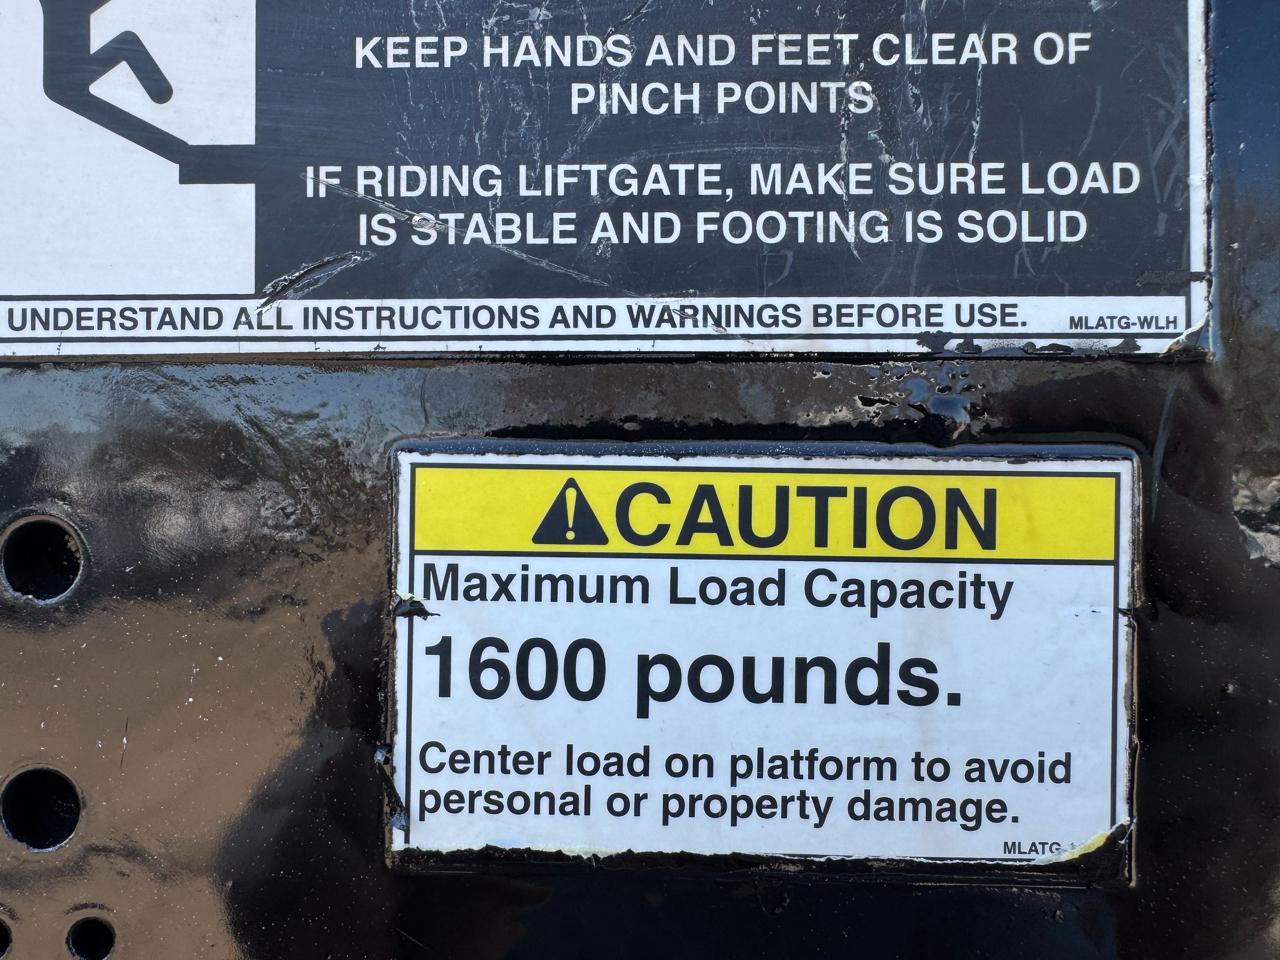 KEEP HANDS AND FEET CLEAR OF
PINCH POINTS
IF RIDING LIFTGATE, MAKE SURE LOAD
IS STABLE AND FOOTING IS SOLID
UNDERSTAND ALL INSTRUCTIONS AND WARNINGS BEFORE USE.
MLATG-WLH
CAUTION
Maximum Load Capacity
1600 pounds.
Center load on platform to avoid
personal or property damage.
MLATG-